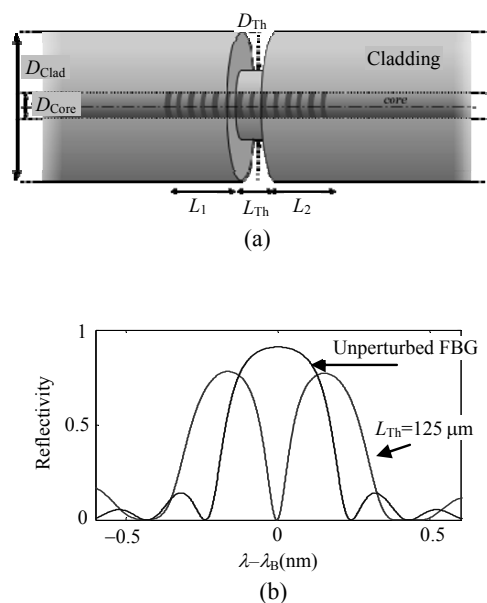 D_Th
D_Clad
Cladding
D_Core
core
L_1 L_Th L_2
(a)
1
Unperturbed FBG
Reflectivity
0.5
L_Th=125 μm
0
−0.5 0 0.5
λ−λ_B(nm)
(b)